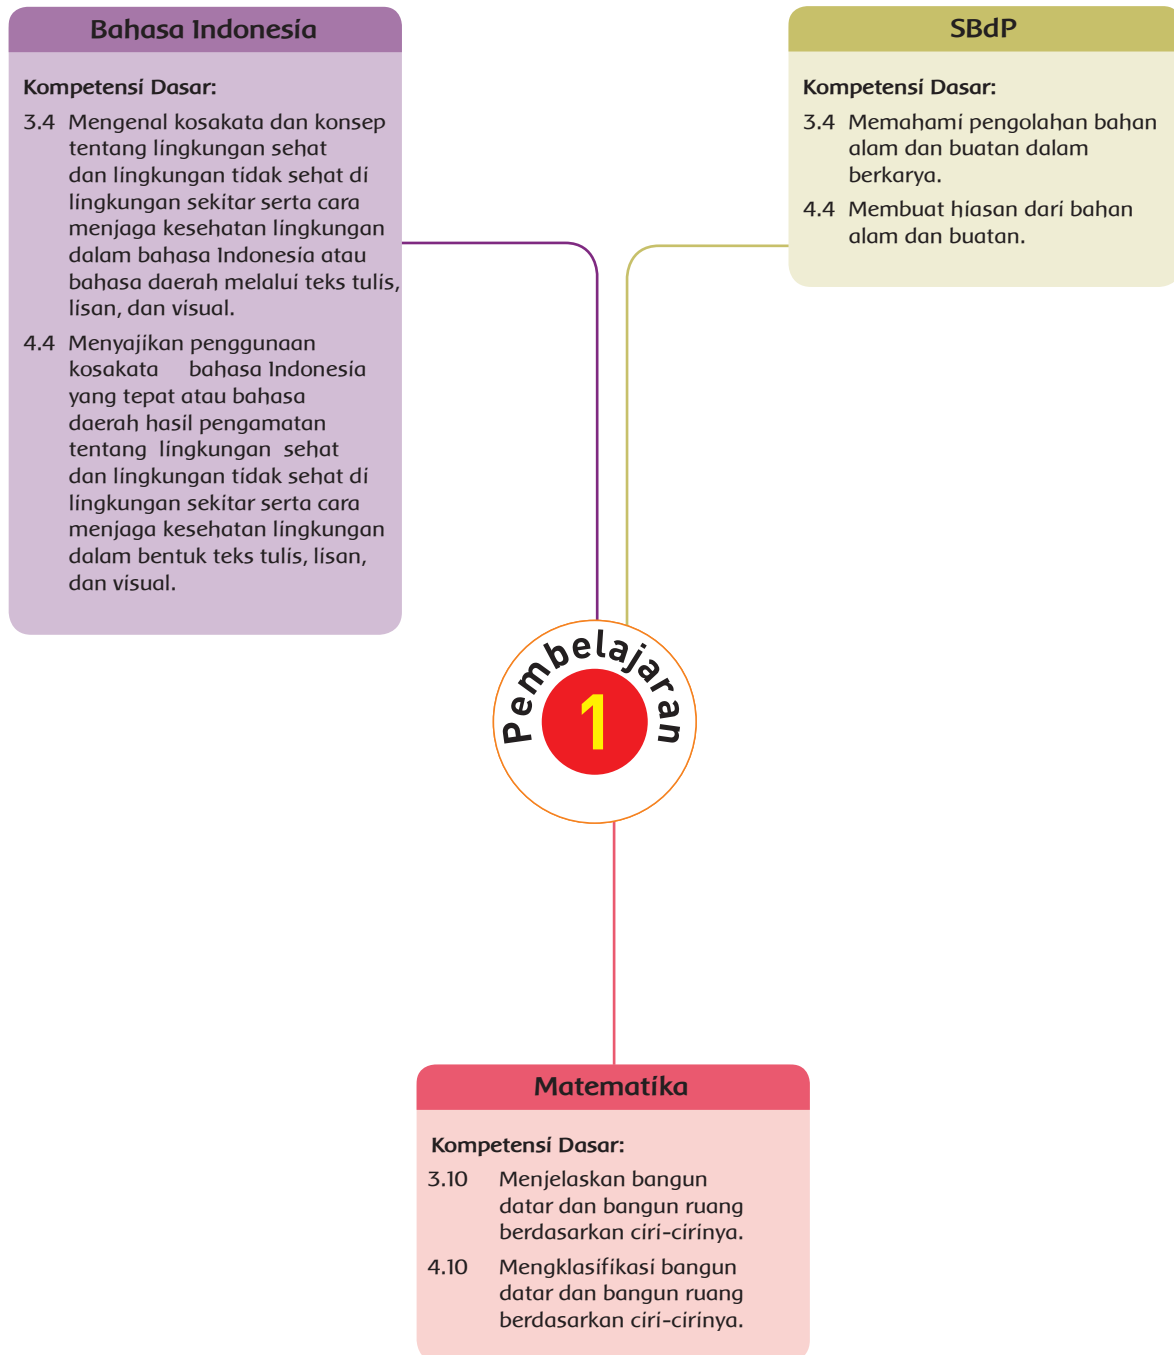 Bahasa Indonesia
Kompetensi Dasar:
3.4 Mengenal kosakata dan konsep
tentang lingkungan sehat
dan lingkungan tidak sehat di
lingkungan sekitar serta cara
menjaga kesehatan lingkungan
dalam bahasa Indonesia atau
bahasa daerah melalui teks tulis,
lisan, dan visual.
4.4 Menyajikan penggunaan
kosakata bahasa Indonesia
yang tepat atau bahasa
daerah hasil pengamatan
tentang lingkungan sehat
dan lingkungan tidak sehat di
lingkungan sekitar serta cara
menjaga kesehatan lingkungan
dalam bentuk teks tulis, lisan,
dan visual.
SBdP
Kompetensi Dasar:
3.4 Memahami pengolahan bahan
alam dan buatan dalam
berkarya.
4.4 Membuat hiasan dari bahan
alam dan buatan.
Pembelajaran
1
Matematika
Kompetensi Dasar:
3.10 Menjelaskan bangun
datar dan bangun ruang
berdasarkan ciri-cirinya.
4.10 Mengklasifikasi bangun
datar dan bangun ruang
berdasarkan ciri-cirinya.